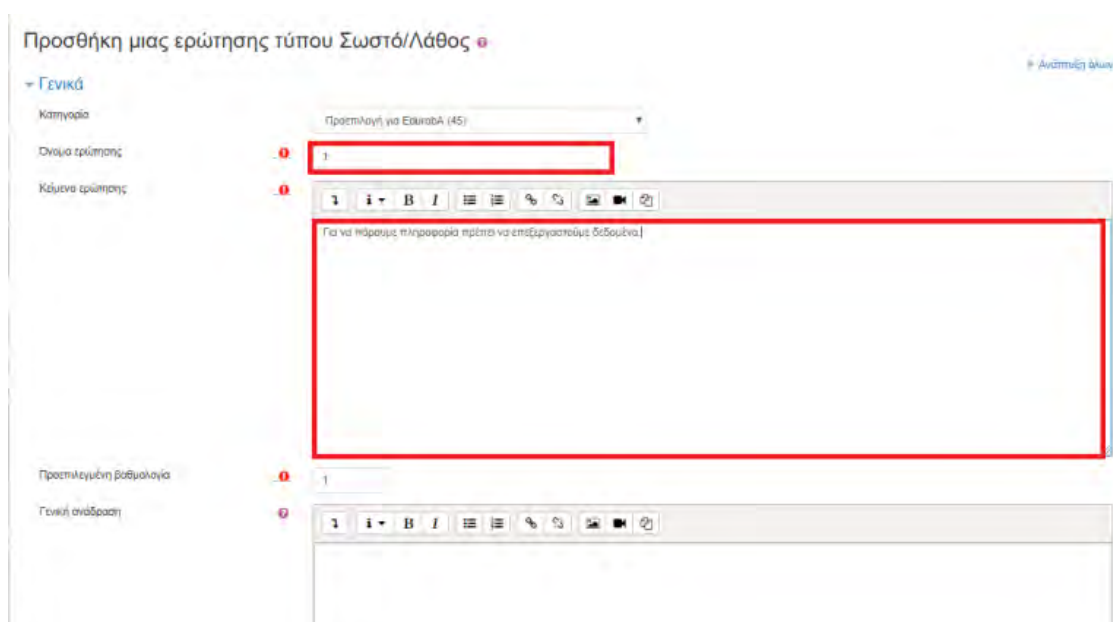 Προσθήκη μιας ερώτησης τύπου Σωστό/Λάθος
Ανάπτυξη όλων
Γενικά
Κατηγορία
Προεπιλογή για EdurobA (45)
Όνομα ερώτησης
1
Κείμενο ερώτησης
B I
Για να πάρουμε πληροφορία πρέπει να επεξεργαστούμε δεδομένα.
Προεπιλεγμένη βαθμολογία
1
Γενική ανάδραση
B I